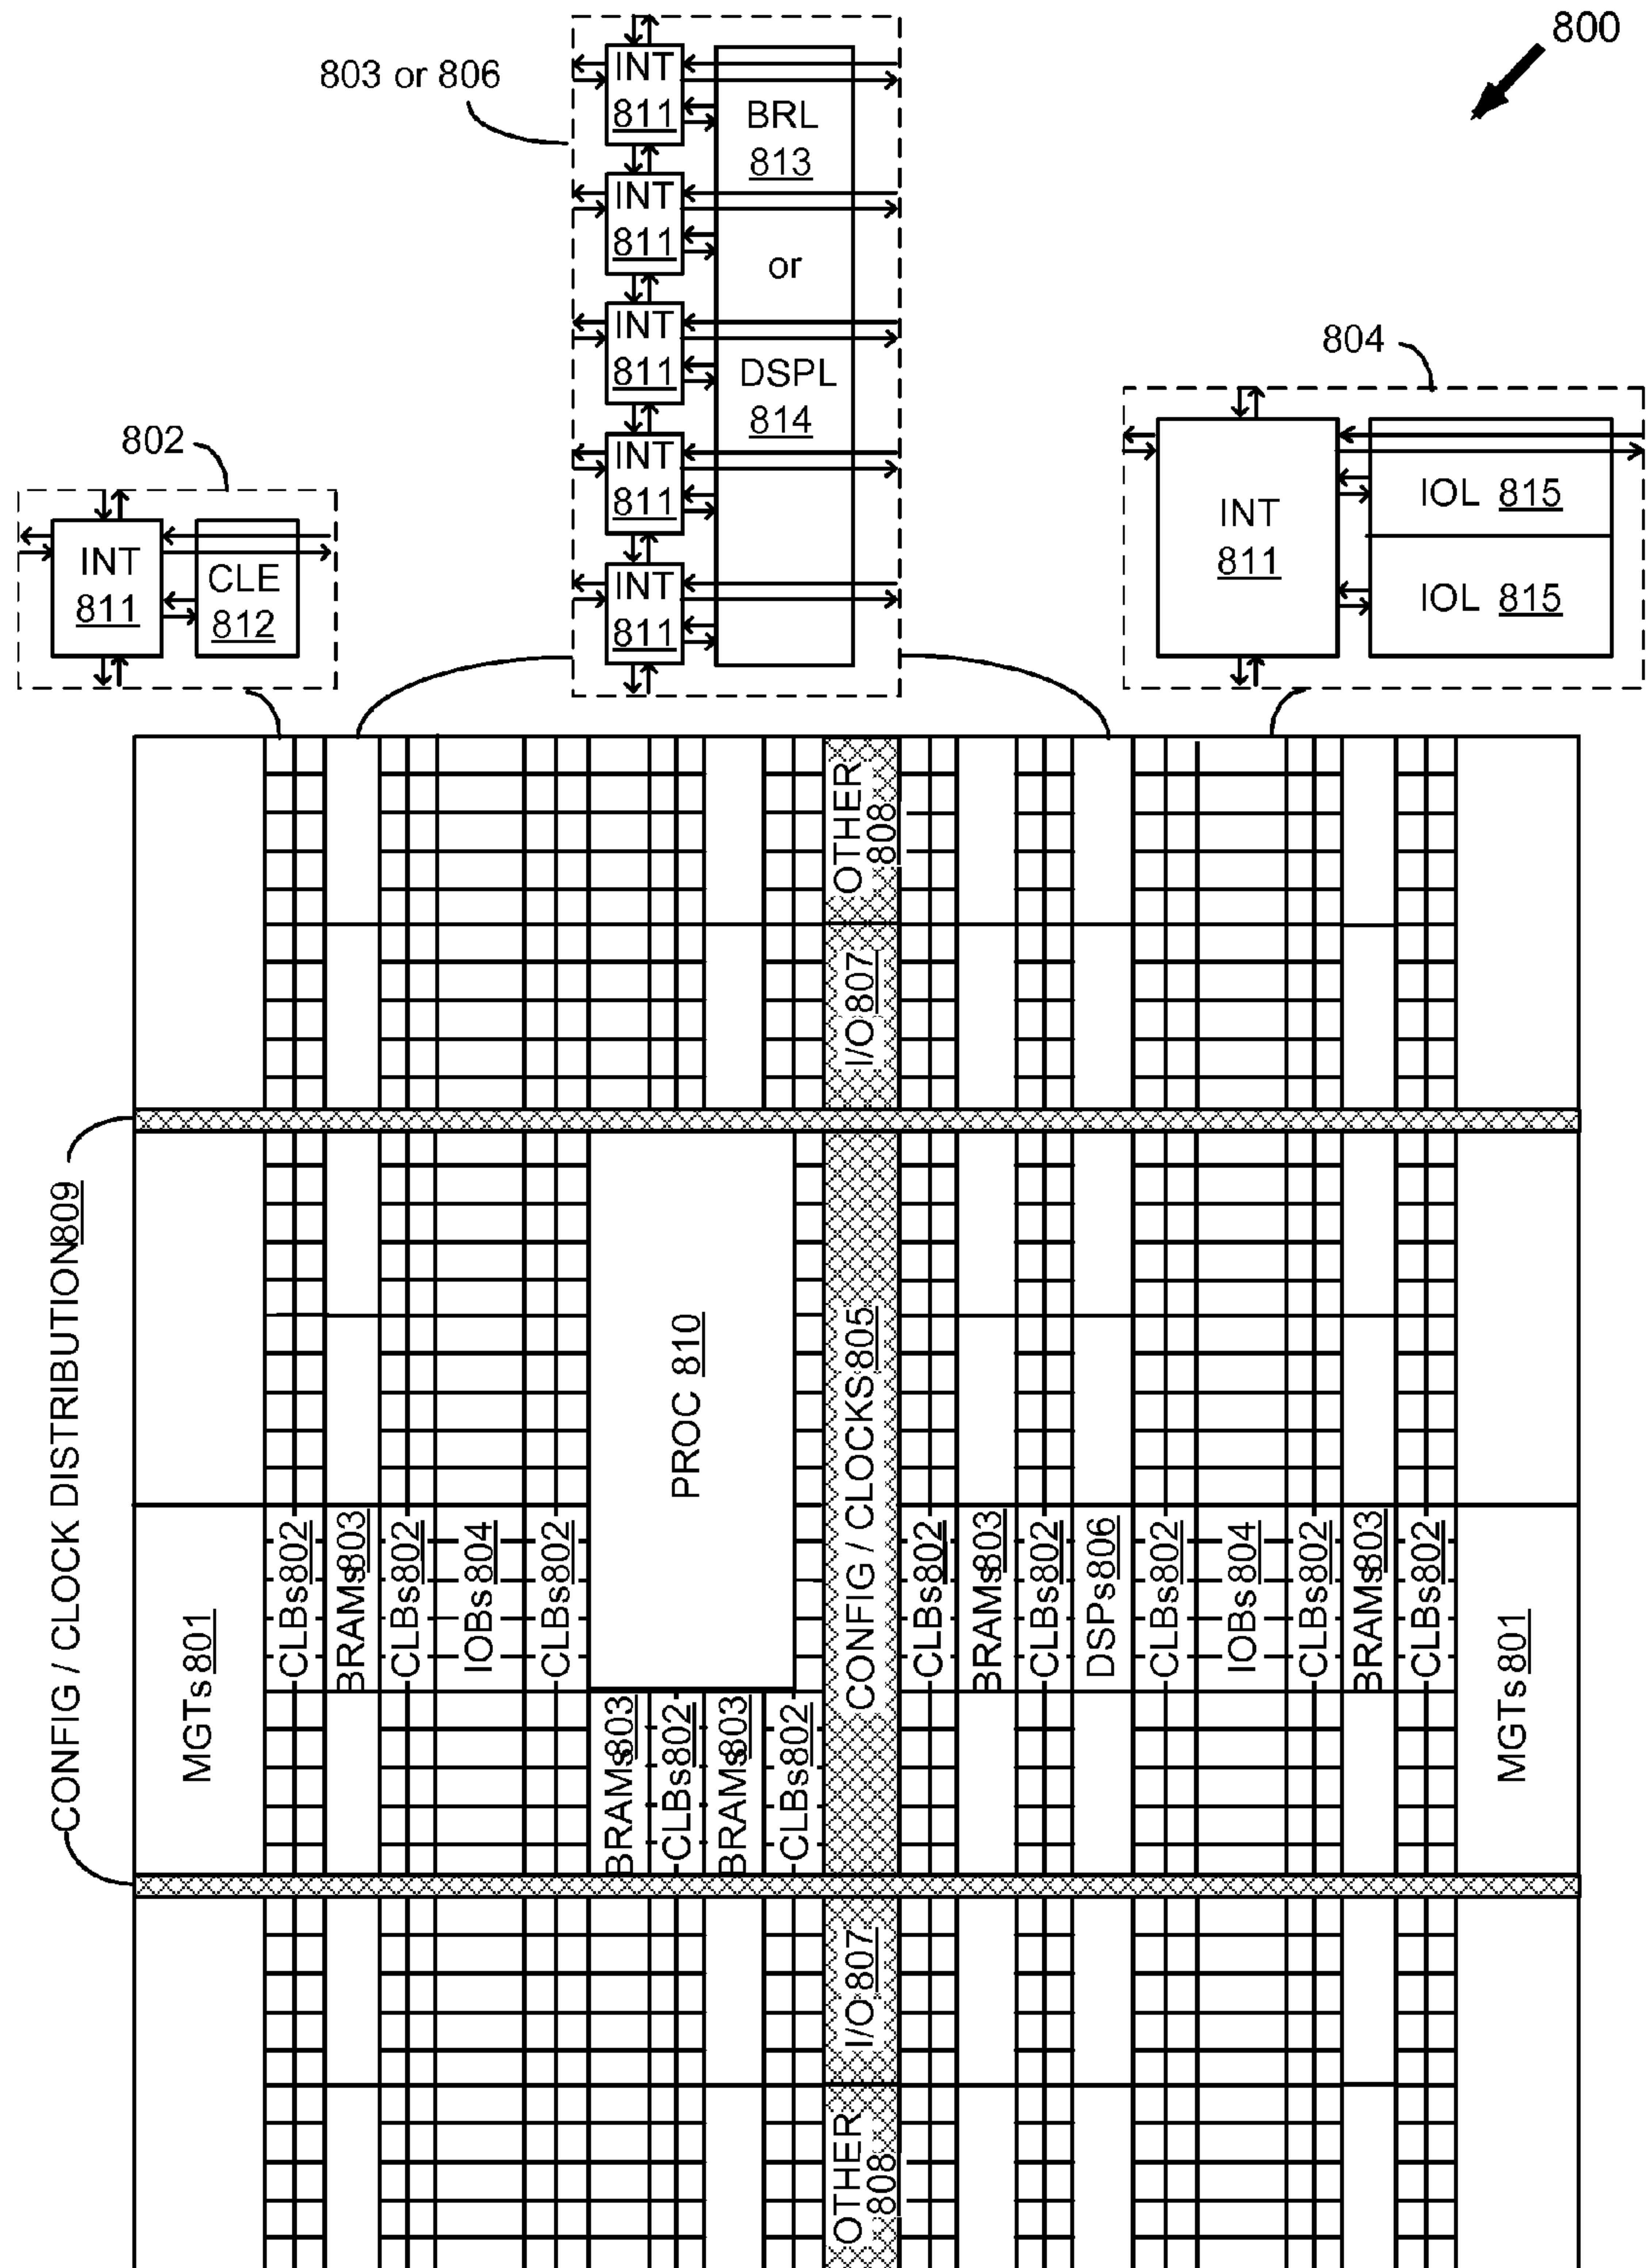 800
803 or 806
INT
811
INT
811
INT
811
INT
811
INT
811
BRL
813
or
DSPL
814
804
INT
811
IOL 815
IOL 815
802
INT
811
CLE
812
OTHER
808
I/O 807
CONFIG / CLOCK DISTRIBUTION 809
PROC 810
CONFIG / CLOCKS 805
MGTs 801
CLBs 802
BRAMs 803
CLBs 802
IOBs 804
CLBs 802
BRAMs 803
CLBs 802
BRAMs 803
CLBs 802
CLBs 802
BRAMs 803
CLBs 802
DSPs 806
CLBs 802
IOBs 804
CLBs 802
BRAMs 803
CLBs 802
MGTs 801
I/O 807
OTHER
808